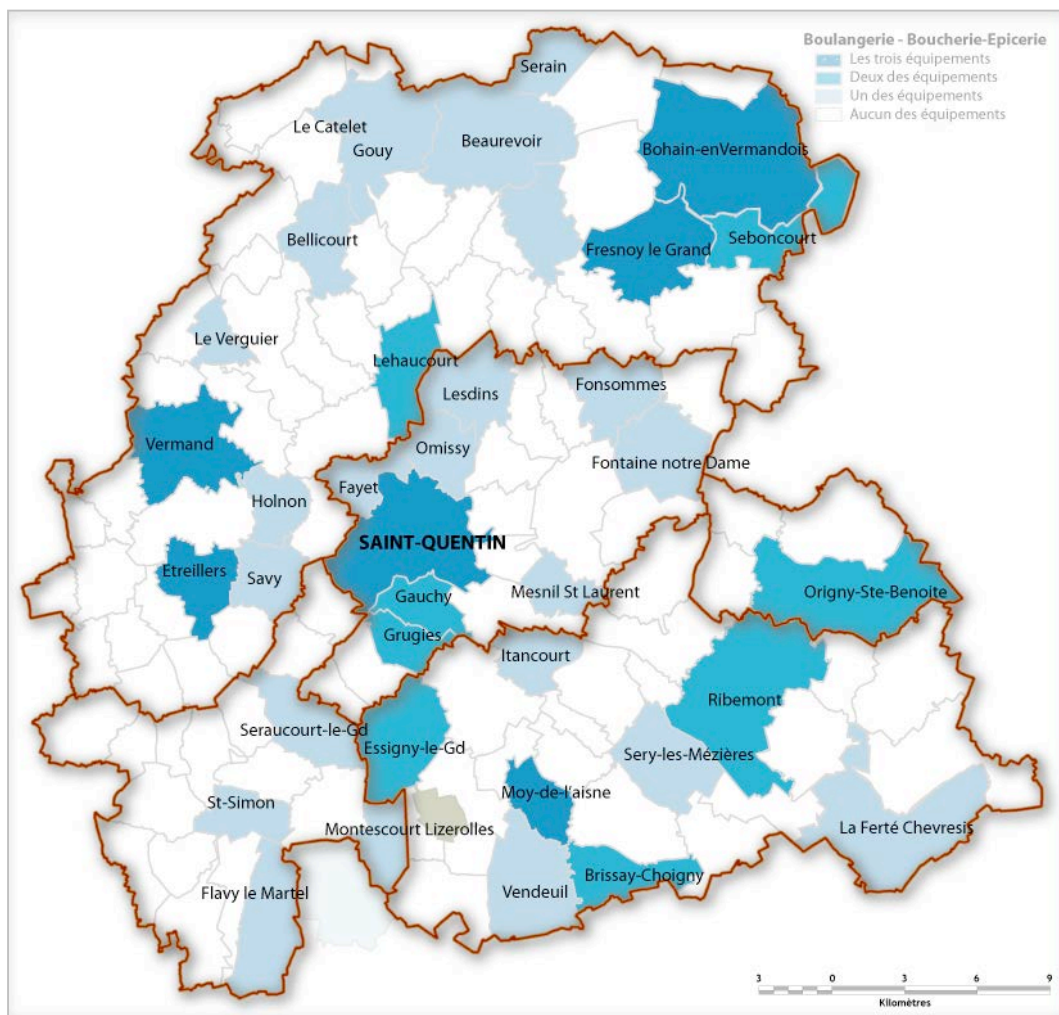 Boulangerie - Boucherie-Epicerie
Les trois équipements
Deux des équipements
Un des équipements
Aucun des équipements
Serain
Le Catelet
Gouy
Beaurevoir
Bohain-enVermandois
Bellicourt
Fresnoy le Grand
Seboncourt
Le Verguier
Lehaucourt
Lesdins
Fonsommes
Vermand
Omissy
Fontaine notre Dame
Fayet
Holnon
SAINT-QUENTIN
Etreillers
Savy
Gauchy
Mesnil St Laurent
Origny-Ste-Benoite
Grugies
Itancourt
Ribemont
Seraucourt-le-Gd
Essigny-le-Gd
Sery-les-Mézières
Moy-de-l'aisne
St-Simon
Montescourt Lizerolles
La Ferté Chevresis
Flavy le Martel
Vendeuil
Brissay-Choigny
3 0 3 6 9
Kilomètres